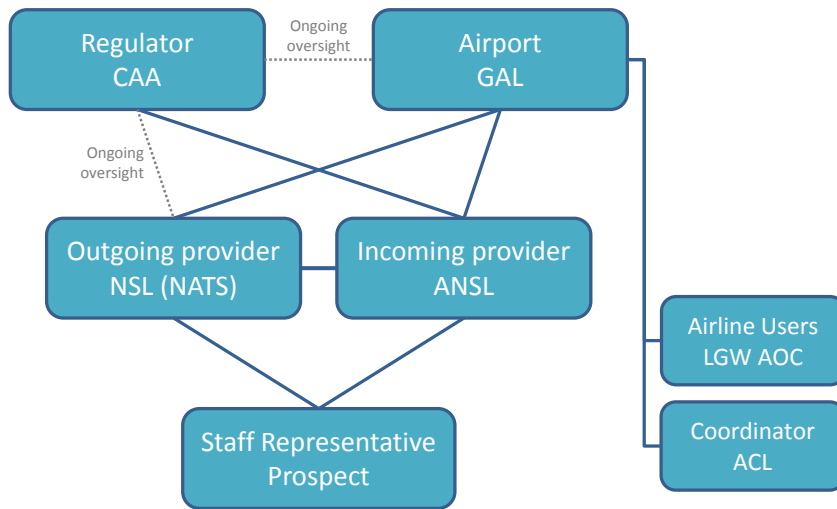 Regulator
CAA
Ongoing
oversight
Airport
GAL
Ongoing
oversight
Outgoing provider
NSL (NATS)
Incoming provider
ANSL
Airline Users
LGW AOC
Staff Representative
Prospect
Coordinator
ACL